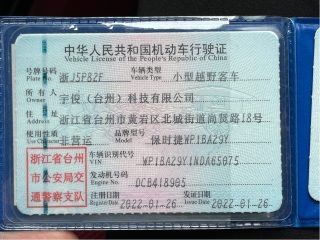 中华人民共和国机动车行驶证
Vehicle License of the People's Republic of China
号牌号码 浙J5P82F 车辆类型 小型越野客车
Plate No. Vehicle Type
所有人 宇俊（台州）科技有限公司
Owner
住址 浙江省台州市黄岩区北城街道尚贤路18号
Address
使用性质 非营运 品牌型号 保时捷WP1BA29Y
Use Character Model
浙江省台州
市公安局交
通警察支队
车辆识别代号 WP1BA29Y1NDA65075
VIN
发动机号码 DCB418905
Engine No.
注册日期 2022-01-26 发证日期 2022-01-26
Register Date Issue Date